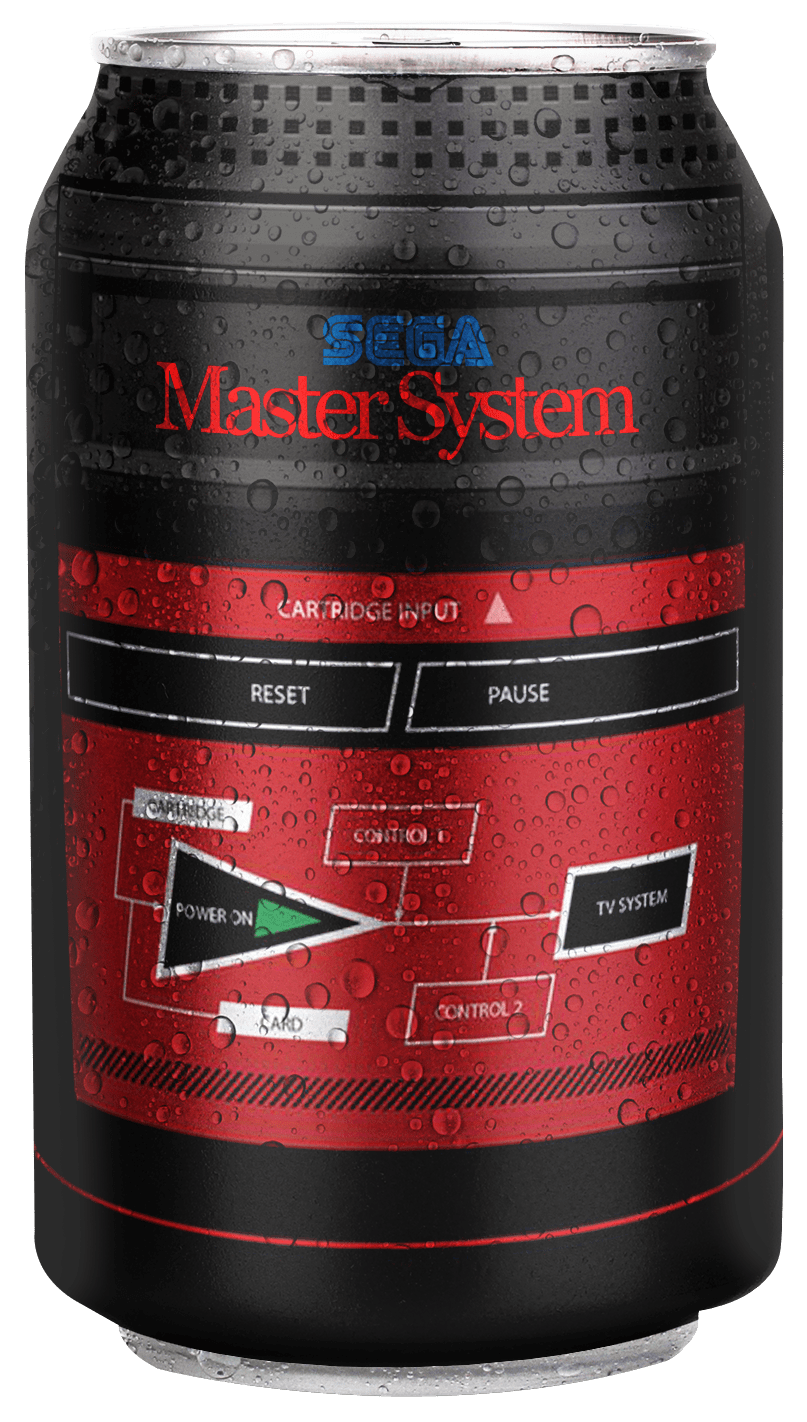 SEGA
Master System
CARTRIDGE INPUT
RESET PAUSE
CARTRIDGE
CONTROL 1
POWER ON
TV SYSTEM
CARD
CONTROL 2